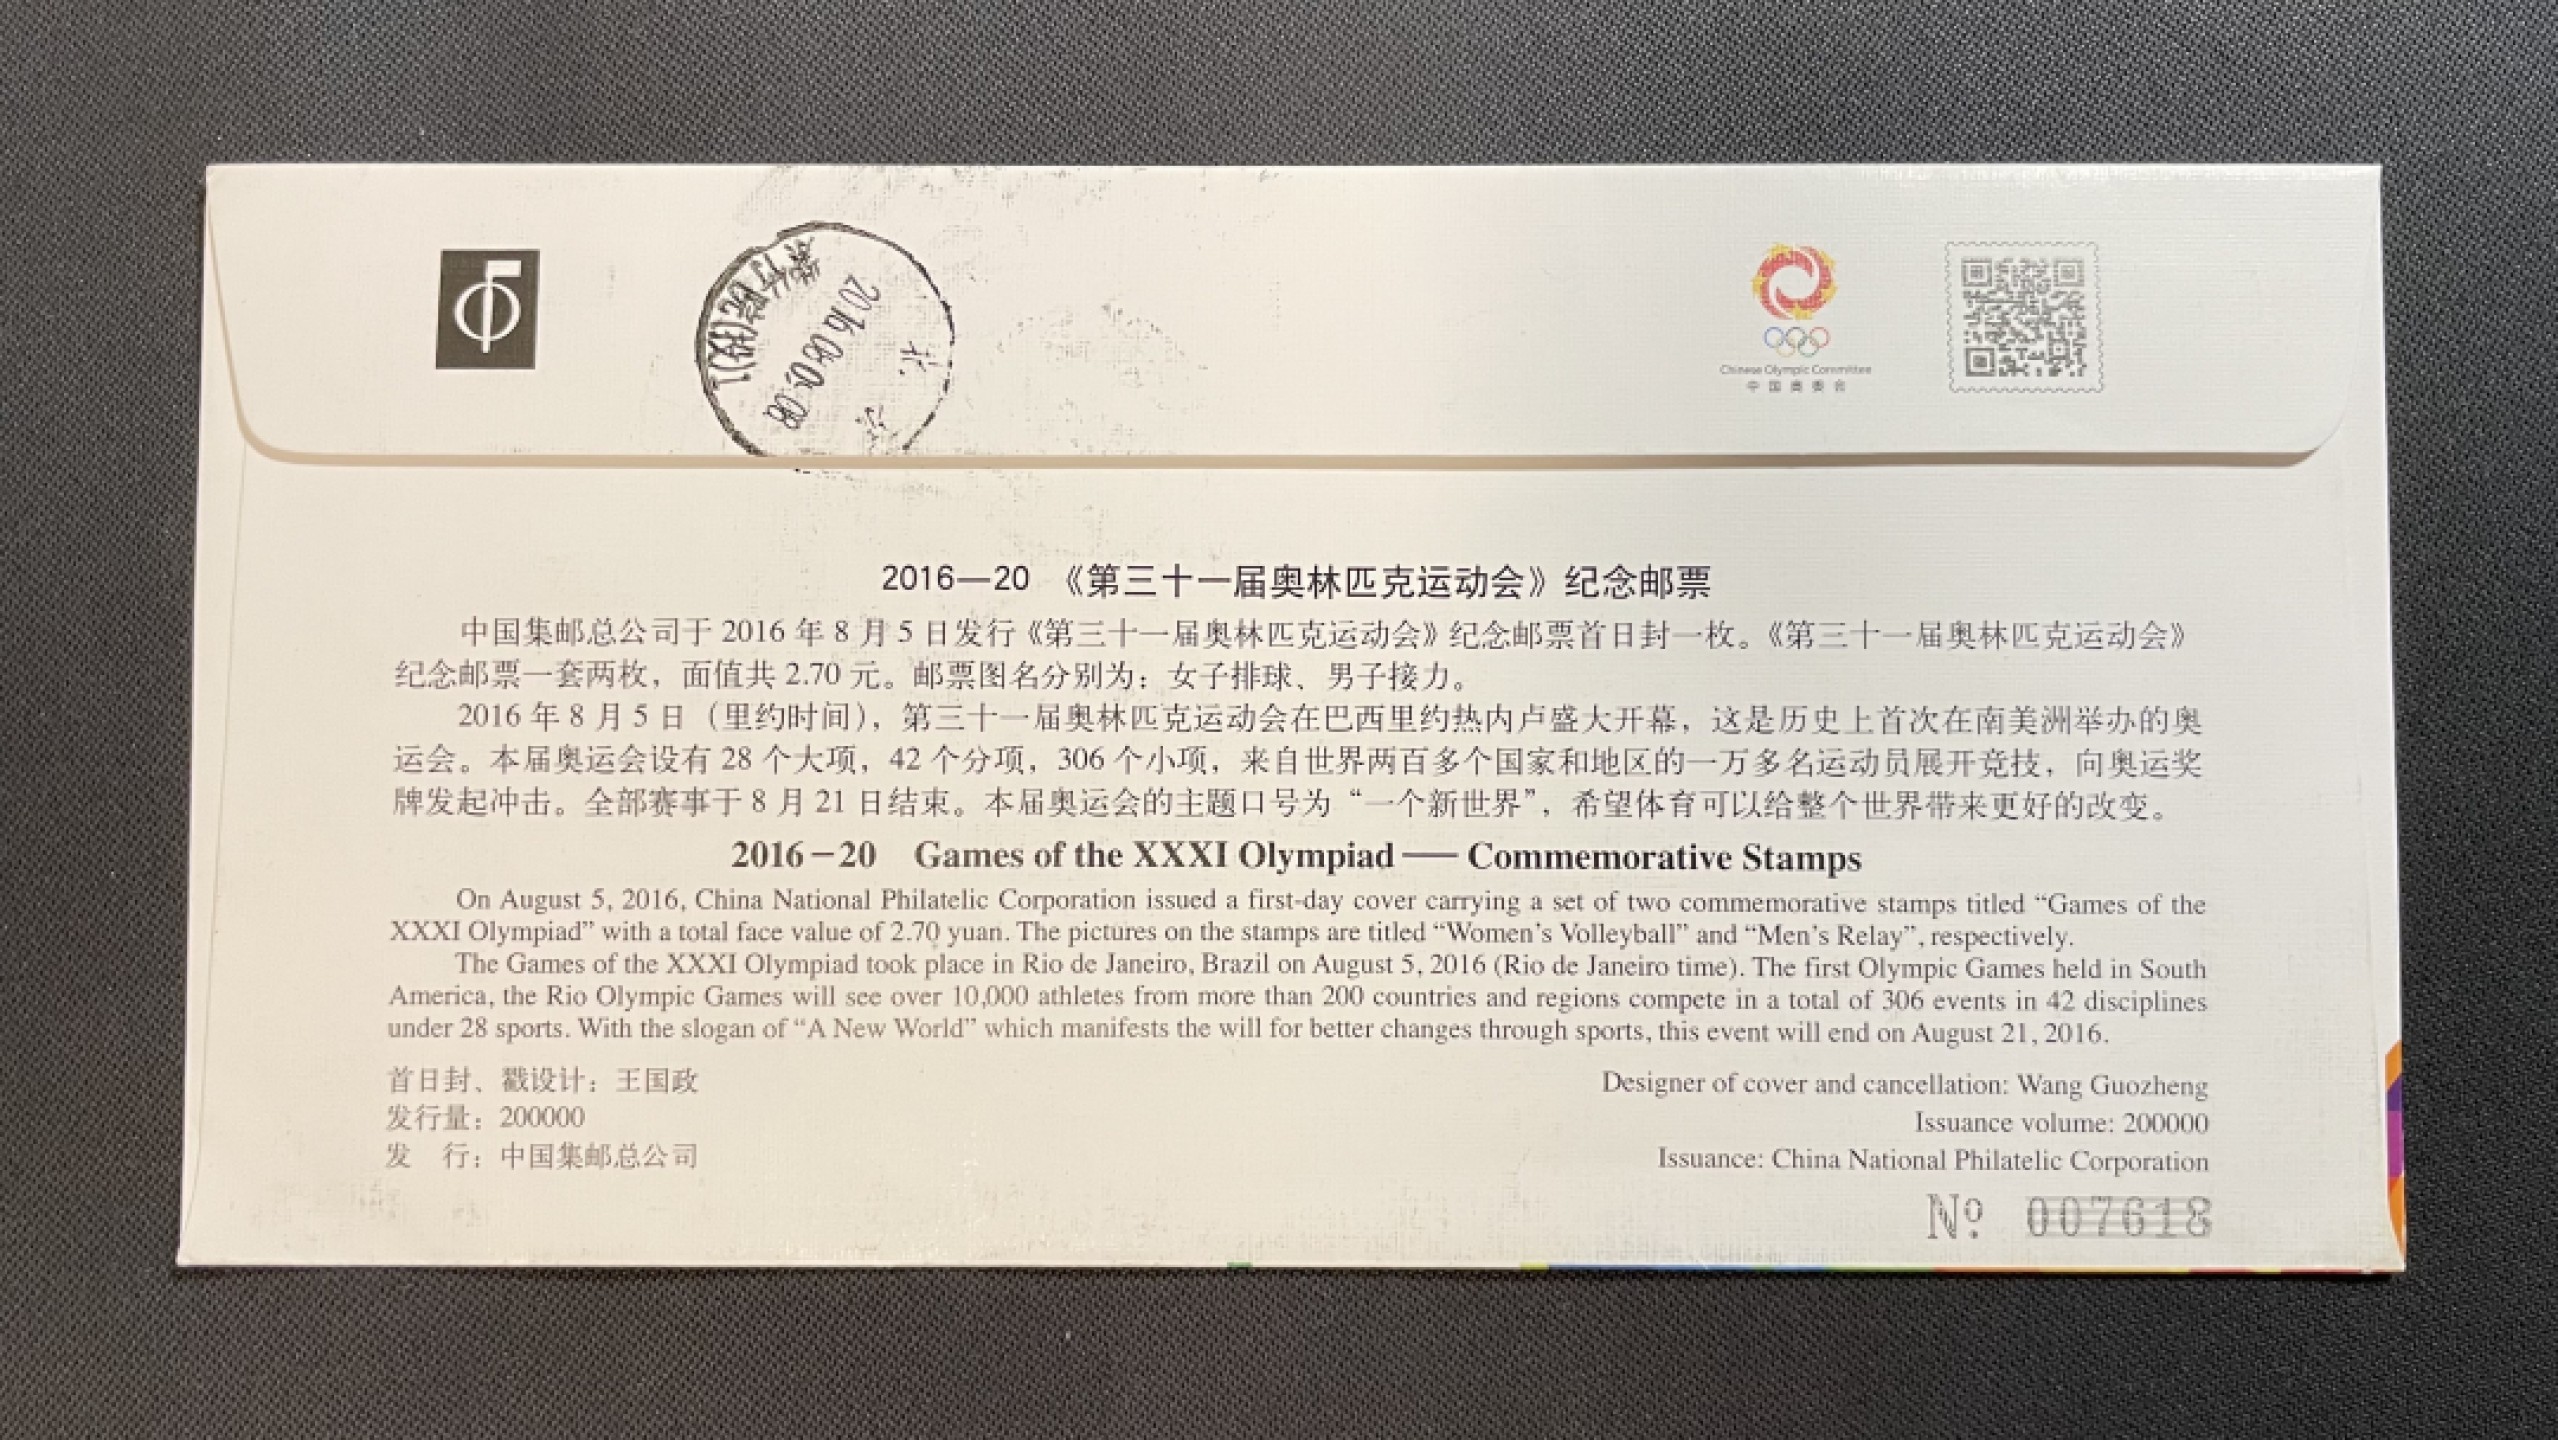 北京
2016.08.05.08
紫竹院(投)1
Chinese Olympic Committee
中国奥委会
2016—20 《第三十一届奥林匹克运动会》纪念邮票
中国集邮总公司于 2016 年 8 月 5 日发行《第三十一届奥林匹克运动会》纪念邮票首日封一枚。《第三十一届奥林匹克运动会》
纪念邮票一套两枚，面值共 2.70 元。邮票图名分别为：女子排球、男子接力。
2016 年 8 月 5 日（里约时间），第三十一届奥林匹克运动会在巴西里约热内卢盛大开幕，这是历史上首次在南美洲举办的奥
运会。本届奥运会设有 28 个大项，42 个分项，306 个小项，来自世界两百多个国家和地区的一万多名运动员展开竞技，向奥运奖
牌发起冲击。全部赛事于 8 月 21 日结束。本届奥运会的主题口号为“一个新世界”，希望体育可以给整个世界带来更好的改变。
2016－20 Games of the XXXI Olympiad —— Commemorative Stamps
On August 5, 2016, China National Philatelic Corporation issued a first-day cover carrying a set of two commemorative stamps titled “Games of the
XXXI Olympiad” with a total face value of 2.70 yuan. The pictures on the stamps are titled “Women’s Volleyball” and “Men’s Relay”, respectively.
The Games of the XXXI Olympiad took place in Rio de Janeiro, Brazil on August 5, 2016 (Rio de Janeiro time). The first Olympic Games held in South
America, the Rio Olympic Games will see over 10,000 athletes from more than 200 countries and regions compete in a total of 306 events in 42 disciplines
under 28 sports. With the slogan of “A New World” which manifests the will for better changes through sports, this event will end on August 21, 2016.
首日封、戳设计：王国政
发行量：200000
发 行：中国集邮总公司
Designer of cover and cancellation: Wang Guozheng
Issuance volume: 200000
Issuance: China National Philatelic Corporation
№ 007618